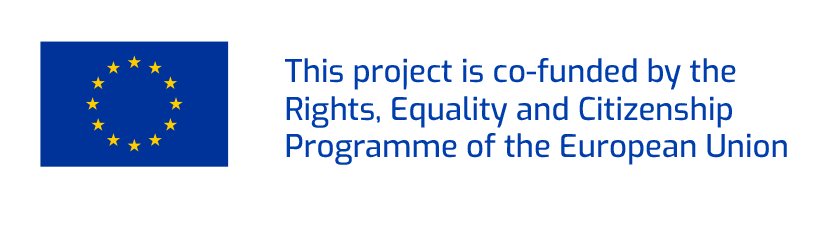 This project is co-funded by the
Rights, Equality and Citizenship
Programme of the European Union